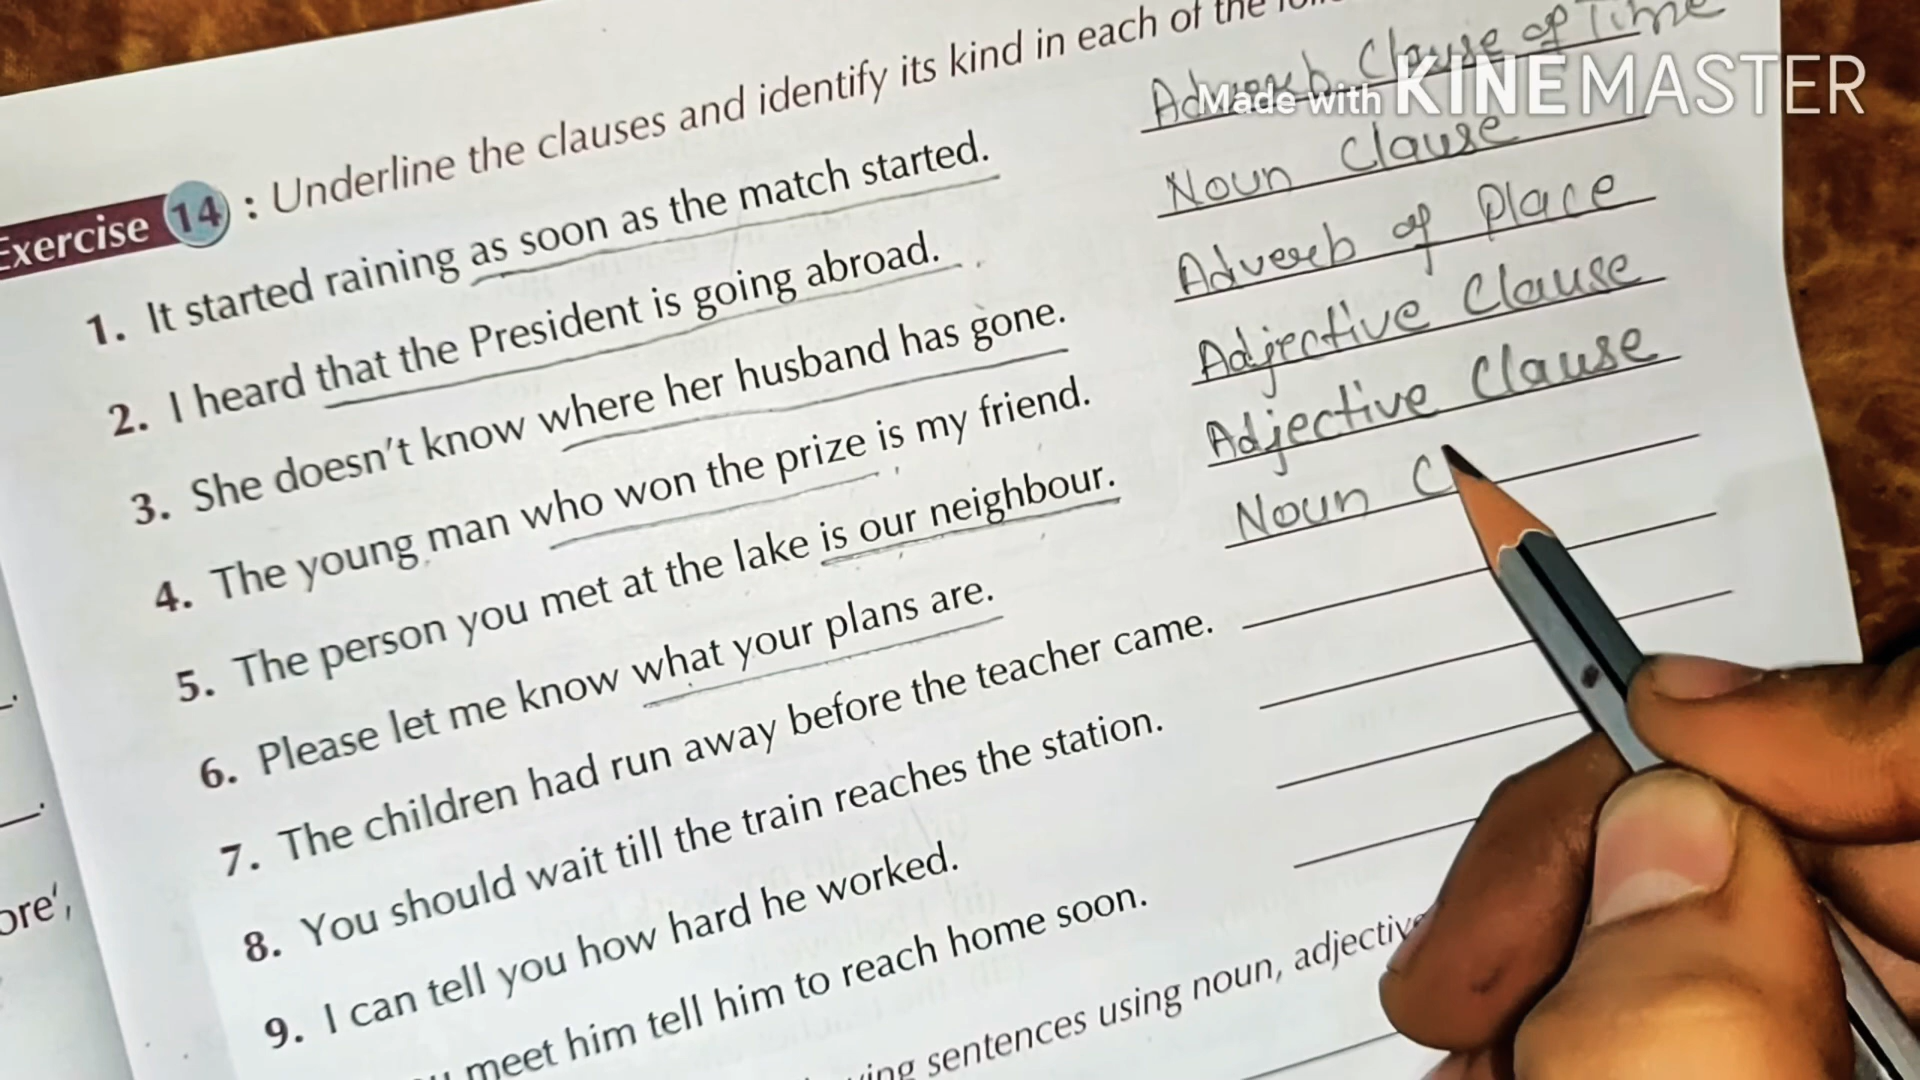 Exercise 14 : Underline the clauses and identify its kind in each of the
Made with KINEMASTER
1. It started raining as soon as the match started. Adverb Clause of Time
2. I heard that the President is going abroad. Noun Clause
3. She doesn't know where her husband has gone. Adverb of Place
4. The young man who won the prize is my friend. Adjective Clause
5. The person you met at the lake is our neighbour. Adjective Clause
6. Please let me know what your plans are. Noun C
7. The children had run away before the teacher came.
8. You should wait till the train reaches the station.
9. I can tell you how hard he worked.
meet him tell him to reach home soon.
sentences using noun, adjective
ore',